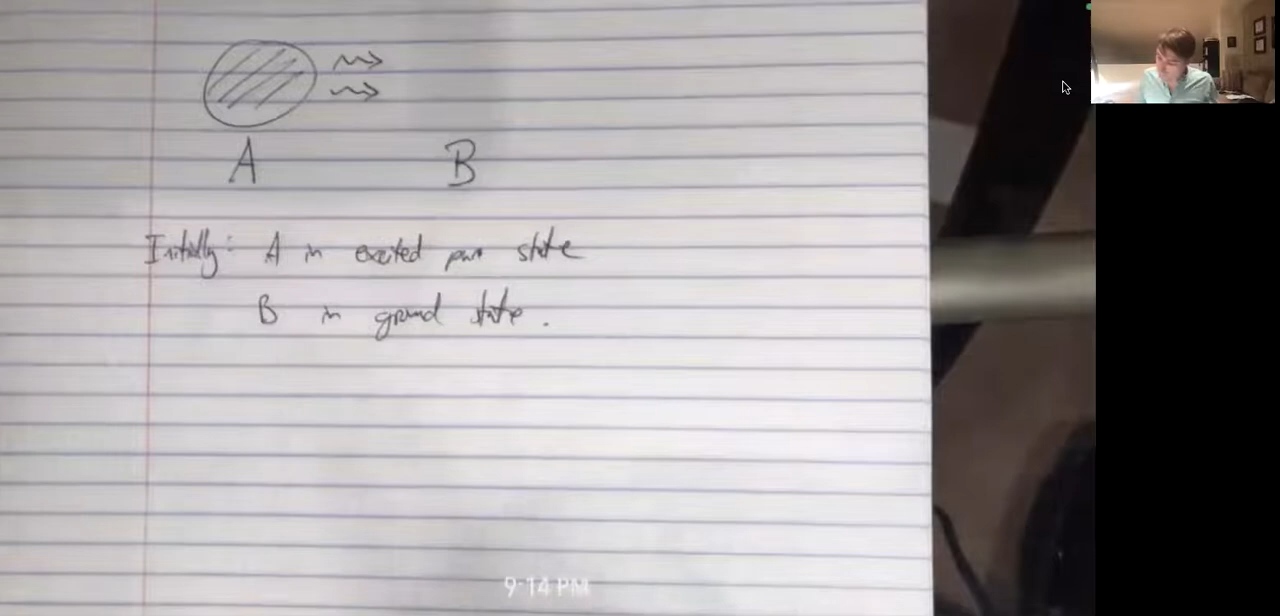 A B
Initially: A in excited pure state
B in ground state.
9:14 PM